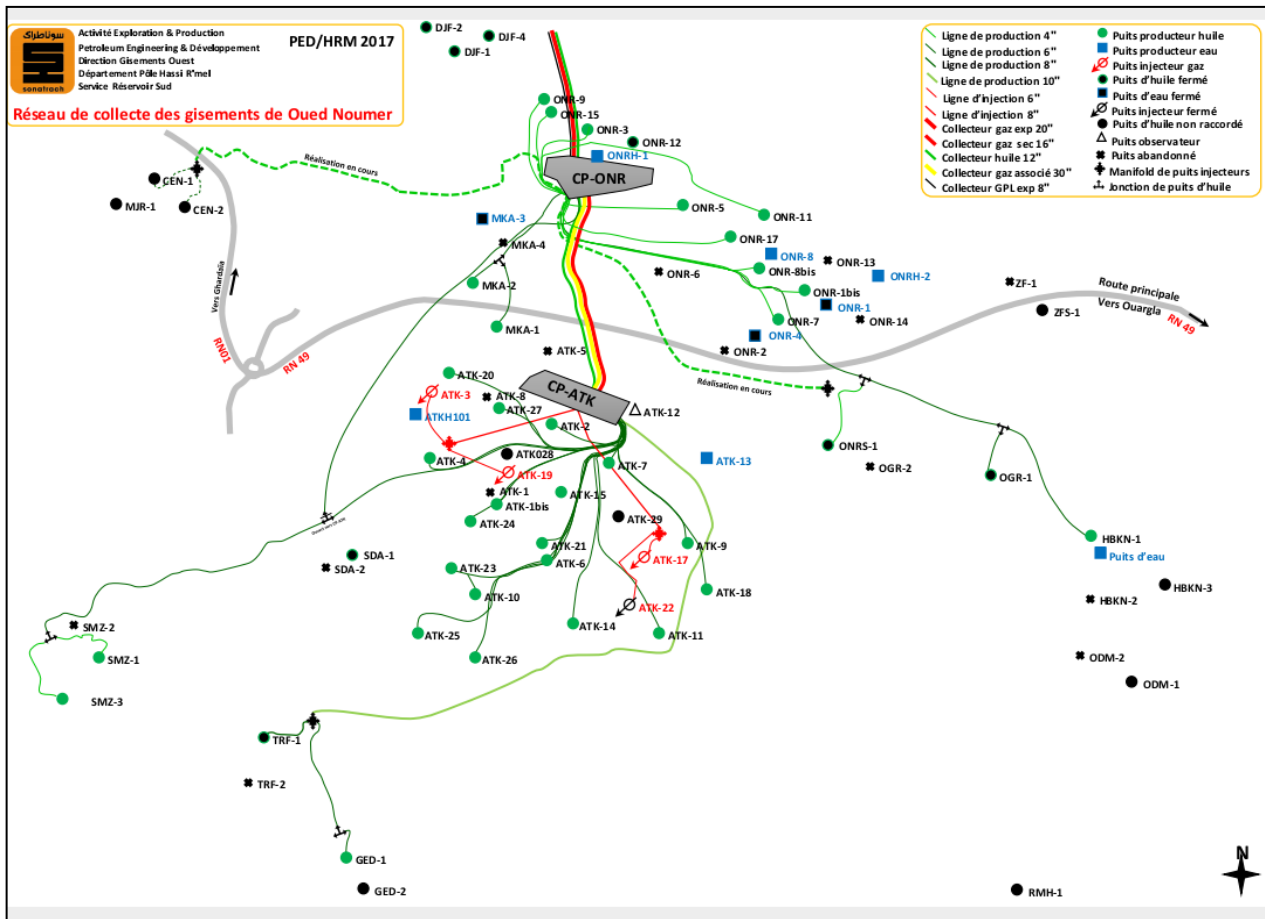 سوناطراك
sonatrach
Activité Exploration & Production
Petroleum Engineering & Développement
Direction Gisements Ouest
Département Pôle Hassi R'mel
Service Réservoir Sud
PED/HRM 2017
Réseau de collecte des gisements de Oued Noumer
Ligne de production 4"
Ligne de production 6"
Ligne de production 8"
Ligne de production 10"
Ligne d'injection 6"
Ligne d'injection 8"
Collecteur gaz exp 20"
Collecteur gaz sec 16"
Collecteur huile 12"
Collecteur gaz associé 30"
Collecteur GPL exp 8"
Puits producteur huile
Puits producteur eau
Puits injecteur gaz
Puits d'huile fermé
Puits d'eau fermé
Puits injecteur fermé
Puits d'huile non raccordé
Puits observateur
Puits abandonné
Manifold de puits injecteurs
Jonction de puits d'huile
DJF-2
DJF-4
DJF-1
ONR-9
ONR-15
ONR-3
ONR-12
ONRH-1
CP-ONR
Réalisation en cours
CEN-1
MJR-1
CEN-2
MKA-3
MKA-4
ONR-5
ONR-11
ONR-17
ONR-8
ONR-13
ONR-8bis
ONRH-2
ONR-6
MKA-2
ONR-1bis
ONR-1
ZF-1
ZFS-1
Route principale
Vers Ouargla
RN 49
Vers Ghardaïa
RN01
RN 49
MKA-1
ONR-7
ONR-14
ONR-4
ONR-2
ATK-5
ATK-20
CP-ATK
Réalisation en cours
ATK-3
ATK-8
ATKH101
ATK-27
ATK-12
ATK-2
ATK-4
ATK028
ATK-7
ATK-13
ONRS-1
OGR-2
OGR-1
ATK-19
ATK-1
ATK-15
ATK-1bis
ATK-24
ATK-29
SDA-1
SDA-2
ATK-21
ATK-6
ATK-9
ATK-17
ATK-23
ATK-10
ATK-18
ATK-22
HBKN-1
Puits d'eau
HBKN-3
HBKN-2
ATK-14
ATK-11
ATK-25
ATK-26
SMZ-2
SMZ-1
SMZ-3
ODM-2
ODM-1
TRF-1
TRF-2
GED-1
GED-2
RMH-1
N